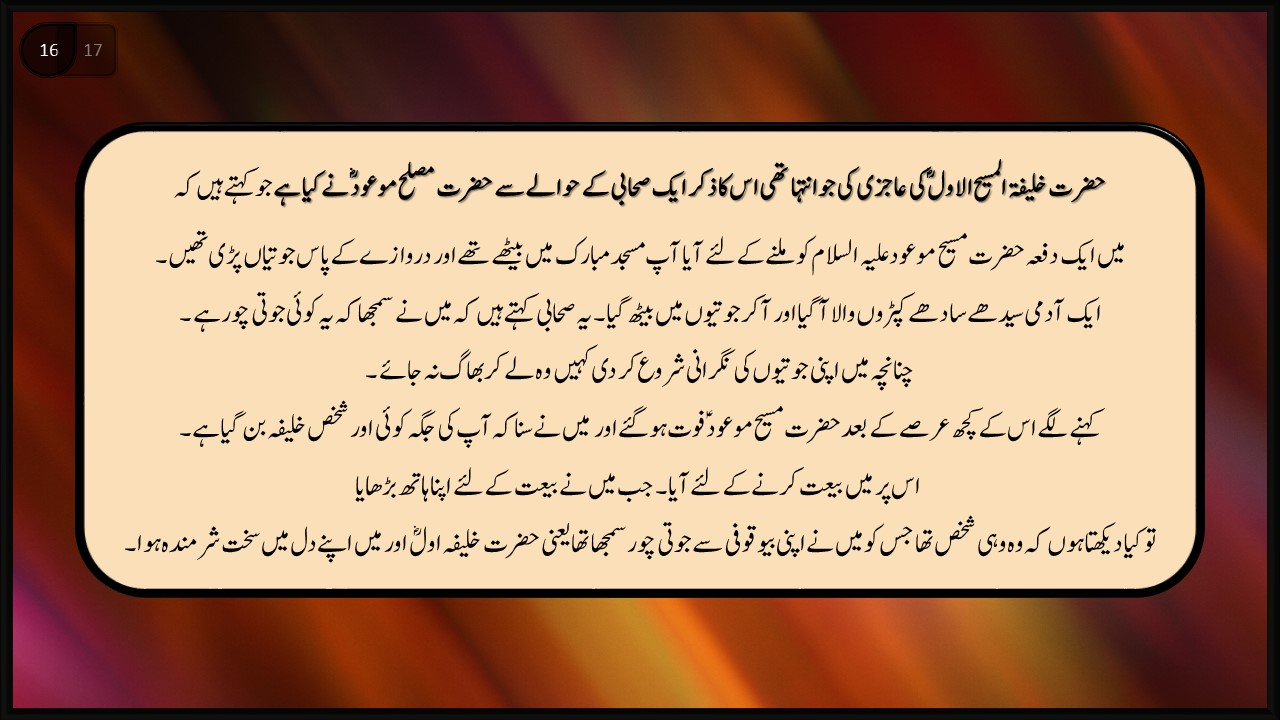 16 17
حضرت خلیفۃ المسیح الاولؓ کی عاجزی کی جو انتہا تھی اس کا ذکر ایک صحابی کے حوالے سے حضرت مصلح موعودؓ نے کیا ہے جو کہتے ہیں کہ
میں ایک دفعہ حضرت مسیح موعود علیہ السلام کو ملنے کے لئے آیا آپ مسجد مبارک میں بیٹھے تھے اور دروازے کے پاس جوتیاں پڑی تھیں۔
ایک آدمی سیدھے سادھے کپڑوں والا آ گیا اور آ کر جوتیوں میں بیٹھ گیا۔ یہ صحابی کہتے ہیں کہ میں نے سمجھا کہ یہ کوئی جوتی چور ہے۔
چنانچہ میں اپنی جوتیوں کی نگرانی شروع کر دی کہیں وہ لے کر بھاگ نہ جائے۔
کہنے لگے اس کے کچھ عرصے کے بعد حضرت مسیح موعودؑ فوت ہو گئے اور میں نے سنا کہ آپ کی جگہ کوئی اور شخص خلیفہ بن گیا ہے۔
اس پر میں بیعت کرنے کے لئے آیا۔ جب میں نے بیعت کے لئے اپنا ہاتھ بڑھایا
تو کیا دیکھتا ہوں کہ وہ وہی شخص تھا جس کو میں نے اپنی بیوقوفی سے جوتی چور سمجھا تھا یعنی حضرت خلیفہ اولؓ اور میں اپنے دل میں سخت شرمندہ ہوا۔